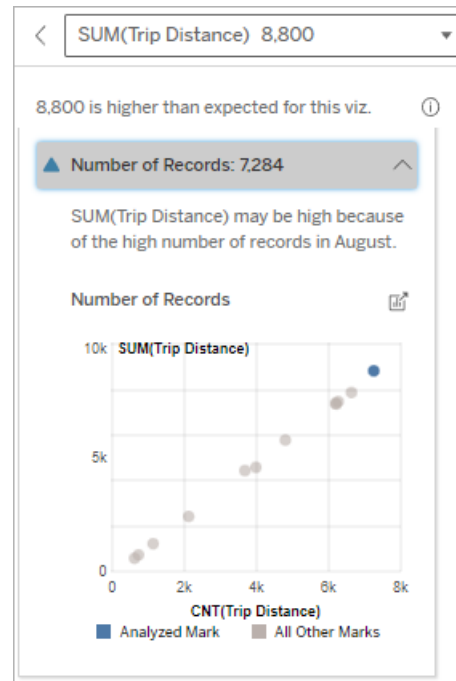 SUM(Trip Distance) 8,800
8,800 is higher than expected for this viz.
Number of Records: 7,284
SUM(Trip Distance) may be high because
of the high number of records in August.
Number of Records
10k SUM(Trip Distance)
5k
0
0 2k 4k 6k 8k
CNT(Trip Distance)
Analyzed Mark All Other Marks